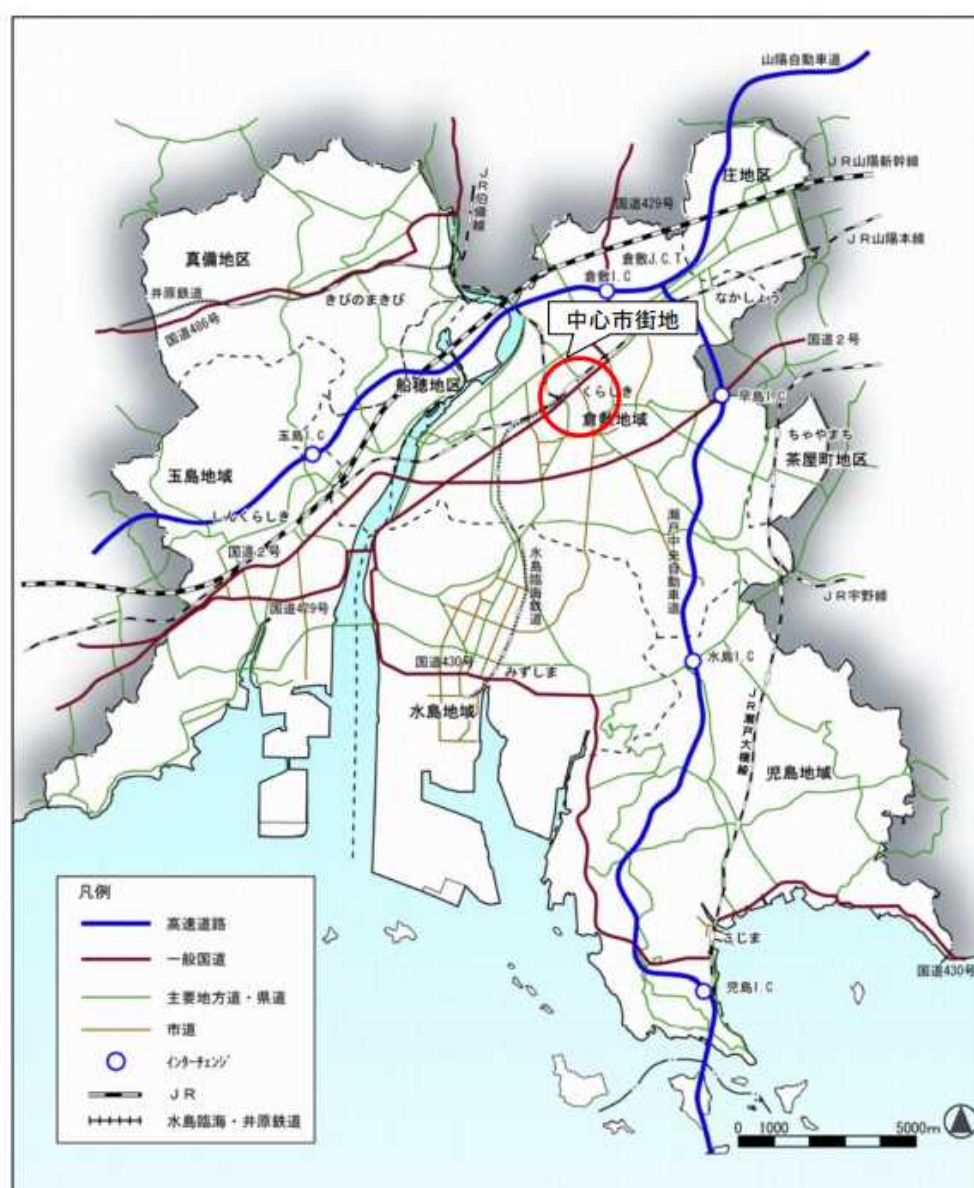 山陽自動車道
JR山陽新幹線
庄地区
JR伯備線
国道429号
JR山陽本線
倉敷J.C.T
真備地区
倉敷I.C
なかしょう
井原鉄道
きびのまきび
中心市街地
国道486号
国道2号
船穂地区
くらしき
早島I.C
倉敷地域
玉島I.C
ちゃやまち
茶屋町地区
玉島地域
しんくらしき
瀬戸中央自動車道
国道2号
水島臨海鉄道
JR宇野線
国道429号
国道430号
みずしま
水島I.C
水島地域
JR瀬戸大橋線
児島地域
凡例
高速道路
こじま
一般国道
国道430号
児島I.C
主要地方道・県道
市道
インターチェンジ
JR
水島臨海・井原鉄道
0 1000 5000m